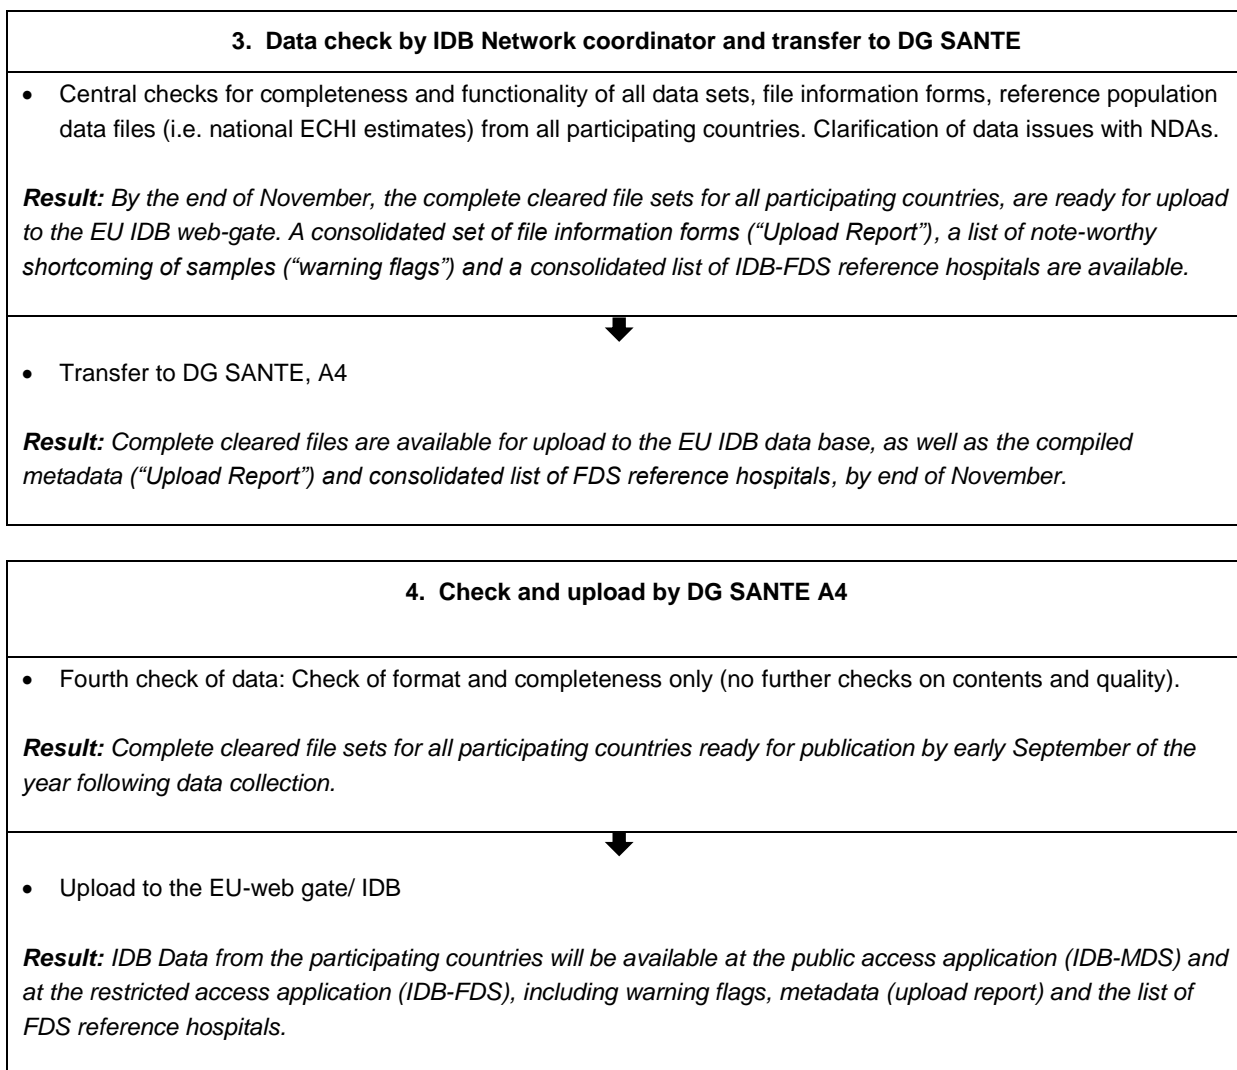 3. Data check by IDB Network coordinator and transfer to DG SANTE
• Central checks for completeness and functionality of all data sets, file information forms, reference population
data files (i.e. national ECHI estimates) from all participating countries. Clarification of data issues with NDAs.
Result: By the end of November, the complete cleared file sets for all participating countries, are ready for upload
to the EU IDB web-gate. A consolidated set of file information forms (“Upload Report”), a list of note-worthy
shortcoming of samples (“warning flags”) and a consolidated list of IDB-FDS reference hospitals are available.
• Transfer to DG SANTE, A4
Result: Complete cleared files are available for upload to the EU IDB data base, as well as the compiled
metadata (“Upload Report”) and consolidated list of FDS reference hospitals, by end of November.
4. Check and upload by DG SANTE A4
• Fourth check of data: Check of format and completeness only (no further checks on contents and quality).
Result: Complete cleared file sets for all participating countries ready for publication by early September of the
year following data collection.
• Upload to the EU-web gate/ IDB
Result: IDB Data from the participating countries will be available at the public access application (IDB-MDS) and
at the restricted access application (IDB-FDS), including warning flags, metadata (upload report) and the list of
FDS reference hospitals.